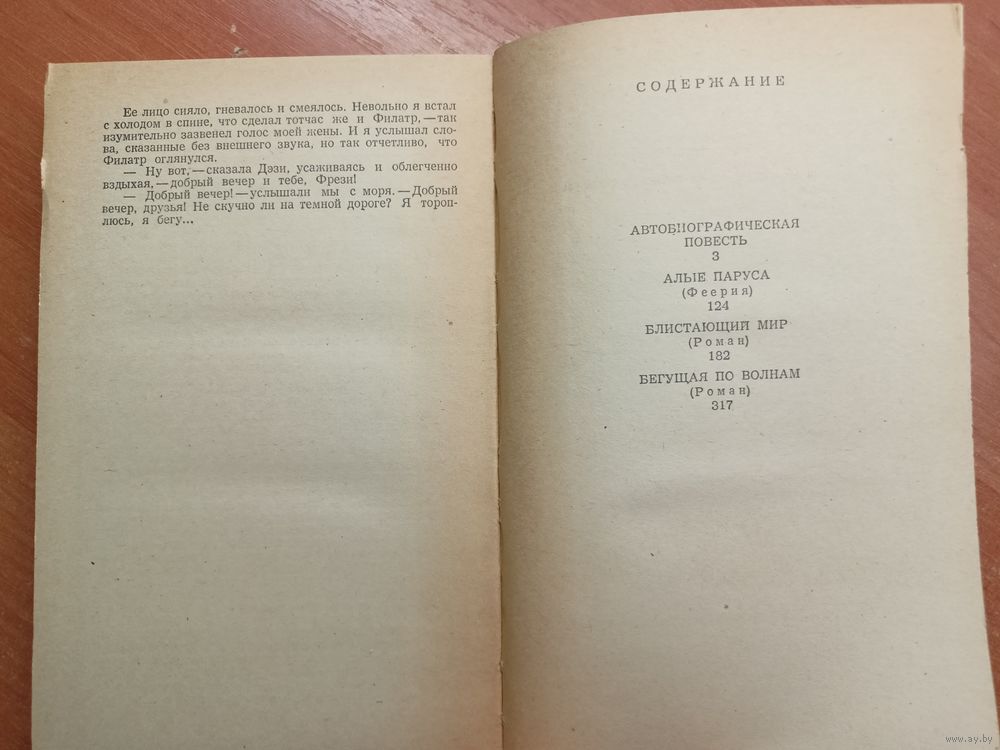 Ее лицо сияло, гневалось и смеялось. Невольно я встал
с холодом в спине, что сделал тотчас же и Филатр,—так
изумительно зазвенел голос моей жены. И я услышал сло-
ва, сказанные без внешнего звука, но так отчетливо, что
Филатр оглянулся.
— Ну вот,—сказала Дэзи, усаживаясь и облегченно
вздыхая,—добрый вечер и тебе, Фрези!
— Добрый вечер!—услышали мы с моря.—Добрый
вечер, друзья! Не скучно ли на темной дороге? Я тороп-
люсь, я бегу...
СОДЕРЖАНИЕ
АВТОБИОГРАФИЧЕСКАЯ
ПОВЕСТЬ
3
АЛЫЕ ПАРУСА
(Феерия)
124
БЛИСТАЮЩИЙ МИР
(Роман)
182
БЕГУЩАЯ ПО ВОЛНАМ
(Роман)
317
www.ay.by